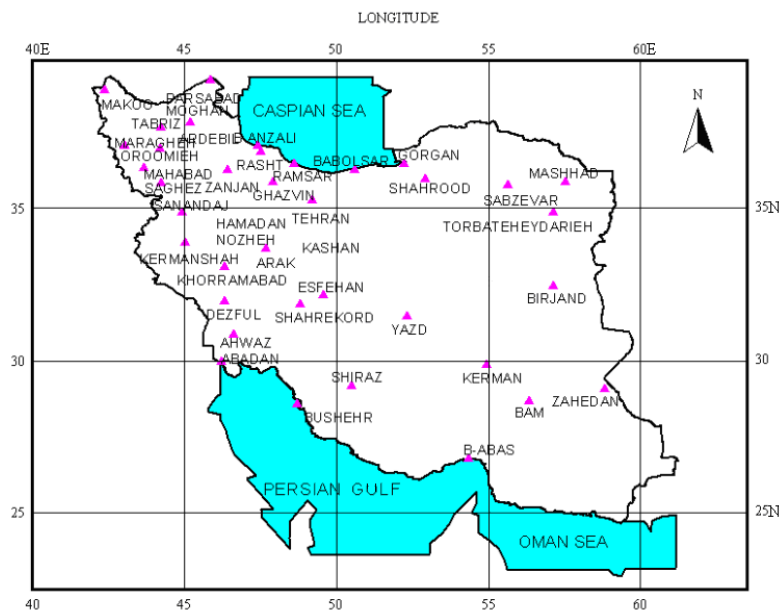 LONGITUDE
40E 45 50 55 60E
N
CASPIAN SEA
MAKOO
PARSABAD
MOGHAN
TABRIZ
ARDEBIL
ANZALI
MARAGHEH
OROOMIEH
RASHT
BABOLSAR
GORGAN
MAHABAD
RAMSAR
MASHHAD
SAGHEZ
ZANJAN
GHAZVIN
SHAHROOD
SABZEVAR
SANANDAJ
35
35N
TEHRAN
TORBATEHEYDARIEH
HAMADAN
NOZHEH
KASHAN
KERMANSHAH
ARAK
KHORRAMABAD
ESFEHAN
BIRJAND
DEZFUL
SHAHREKORD
YAZD
AHWAZ
ABADAN
30
30N
SHIRAZ
KERMAN
BUSHEHR
BAM
ZAHEDAN
B-ABAS
PERSIAN GULF
25
25N
OMAN SEA
40 45 50 55 60